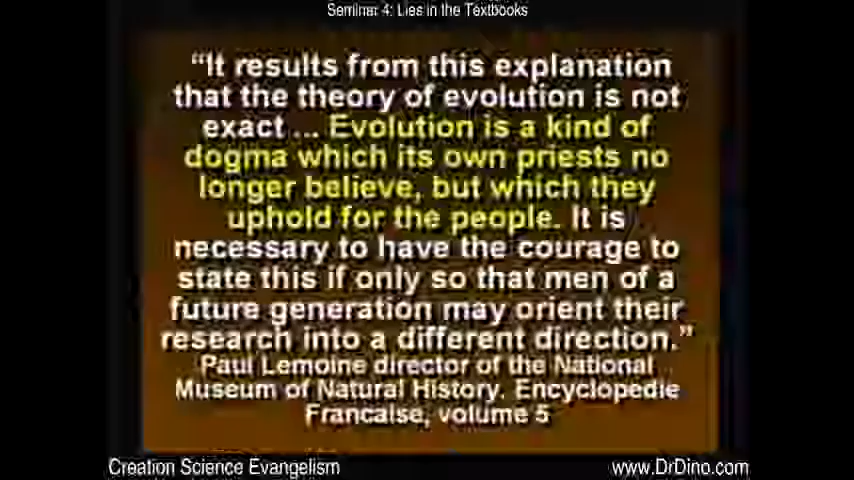 Seminar 4: Lies in the Textbooks
“It results from this explanation
that the theory of evolution is not
exact ... Evolution is a kind of
dogma which its own priests no
longer believe, but which they
uphold for the people. It is
necessary to have the courage to
state this if only so that men of a
future generation may orient their
research into a different direction.”
Paul Lemoine director of the National
Museum of Natural History. Encyclopedie
Francaise, volume 5
Creation Science Evangelism
www.DrDino.com